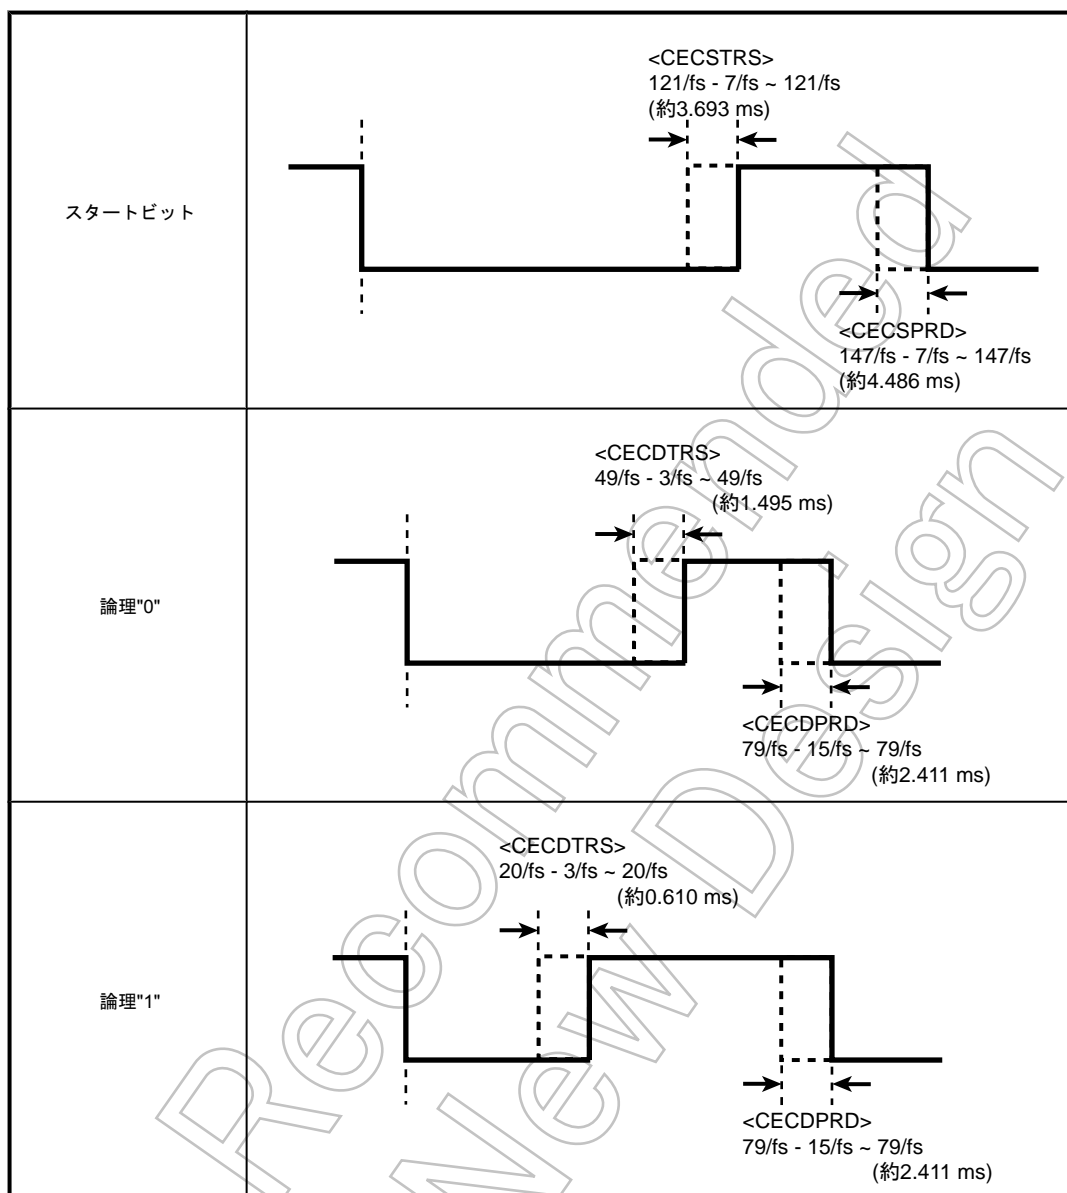 <CECSTRS>
121/fs - 7/fs ~ 121/fs
(約3.693 ms)
スタートビット
<CECSPRD>
147/fs - 7/fs ~ 147/fs
(約4.486 ms)
<CECDTRS>
49/fs - 3/fs ~ 49/fs
(約1.495 ms)
論理"0"
<CECDPRD>
79/fs - 15/fs ~ 79/fs
(約2.411 ms)
<CECDTRS>
20/fs - 3/fs ~ 20/fs
(約0.610 ms)
論理"1"
<CECDPRD>
79/fs - 15/fs ~ 79/fs
(約2.411 ms)
Recommended
New Design